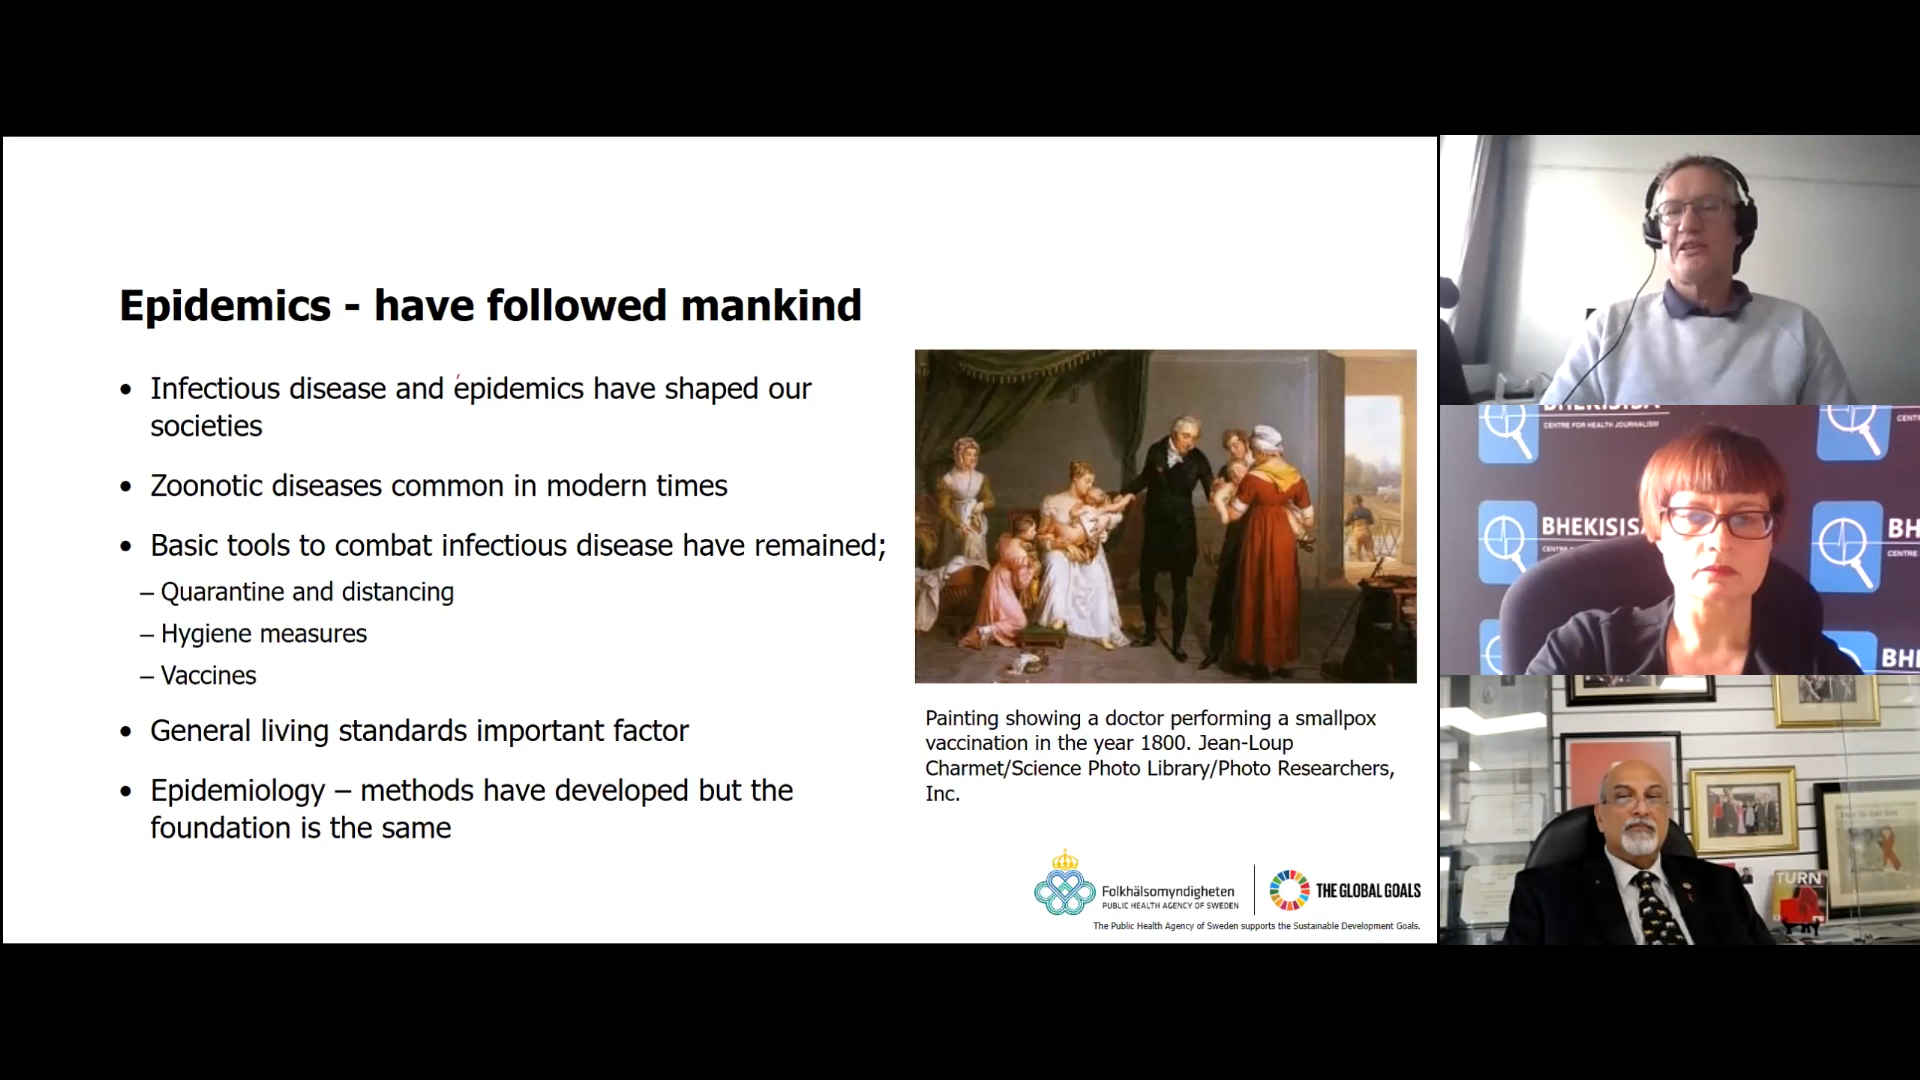 Epidemics - have followed mankind
• Infectious disease and epidemics have shaped our
societies
• Zoonotic diseases common in modern times
• Basic tools to combat infectious disease have remained;
– Quarantine and distancing
– Hygiene measures
– Vaccines
• General living standards important factor
• Epidemiology – methods have developed but the
foundation is the same
Painting showing a doctor performing a smallpox
vaccination in the year 1800. Jean-Loup
Charmet/Science Photo Library/Photo Researchers,
Inc.
Folkhälsomyndigheten
PUBLIC HEALTH AGENCY OF SWEDEN
THE GLOBAL GOALS
The Public Health Agency of Sweden supports the Sustainable Development Goals.
BHEKISISA
CENTRE FOR HEALTH JOURNALISM
CENT
BHEKISISA
BH
CENTRE
BH
TURN